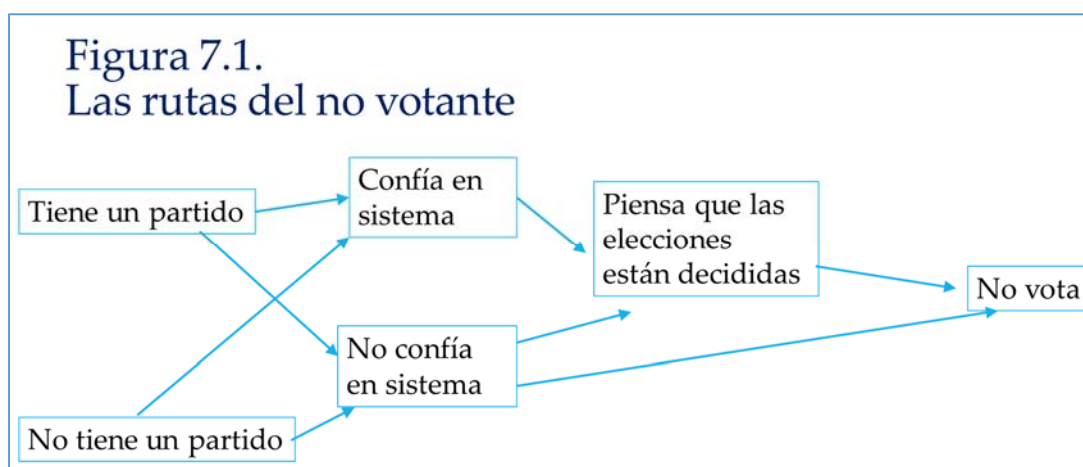 Figura 7.1.
Las rutas del no votante
Tiene un partido
Confía en
sistema
Piensa que las
elecciones
están decididas
No vota
No confía
en sistema
No tiene un partido